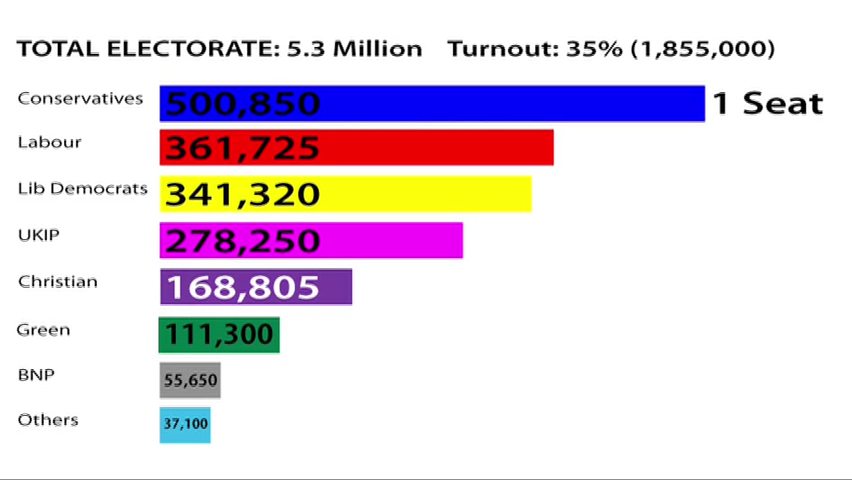 TOTAL ELECTORATE: 5.3 Million Turnout: 35% (1,855,000)
Conservatives 500,850 1 Seat
Labour 361,725
Lib Democrats 341,320
UKIP 278,250
Christian 168,805
Green 111,300
BNP 55,650
Others 37,100